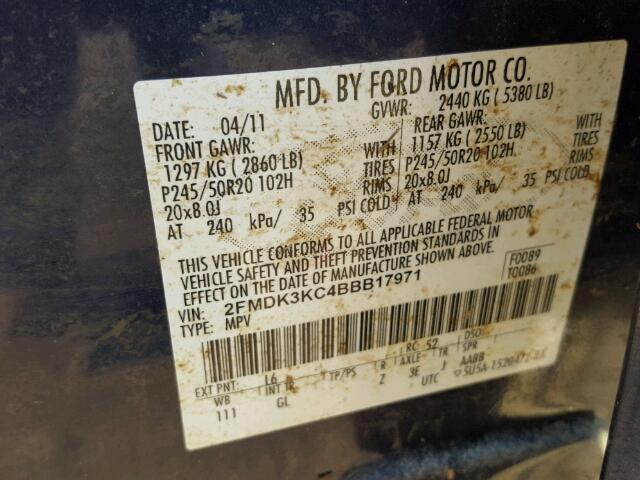 MFD. BY FORD MOTOR CO.
DATE: 04/11 GVWR: 2440 KG ( 5380 LB)
FRONT GAWR: REAR GAWR: WITH
1297 KG ( 2860 LB) WITH 1157 KG ( 2550 LB) TIRES
P245/50R20 102H TIRES P245/50R20 102H RIMS
20x8.0J RIMS 20x8.0J
AT 240 kPa/ 35 PSI COLD AT 240 kPa/ 35 PSI COLD
THIS VEHICLE CONFORMS TO ALL APPLICABLE FEDERAL MOTOR
VEHICLE SAFETY AND THEFT PREVENTION STANDARDS IN
EFFECT ON THE DATE OF MANUFACTURE SHOWN ABOVE.
VIN: 2FMDK3KC4BBB17971 F0089
TYPE: MPV T0086
EXT PNT: L6 RC: 52 DSO:
WB INT TR TP/PS R AXLE TR SPR
111 GL 2 3E J AABB
UTC